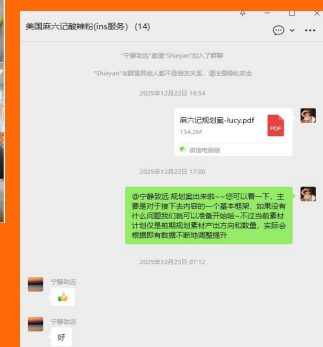 美国麻六记酸辣粉(ins服务) (14)
"宁静致远"邀请"Shieyan"加入了群聊
"Shieyan"与群里其他人都不是朋友关系，请注意隐私安全
2025年12月22日 16:54
麻六记规划案-lucy.pdf
134.2M
PDF
微信电脑版
2025年12月22日 17:00
@宁静致远 规划案出来啦~~您可以看一下，主
要是对于接下去内容的一个基本框架，如果没有
什么问题我们就可以准备开始啦~不过当前素材
计划仅是前期规划素材产出方向和数量，实际会
根据即有数据不断地调整提升
2025年12月23日 07:12
宁静致远
宁静致远
好